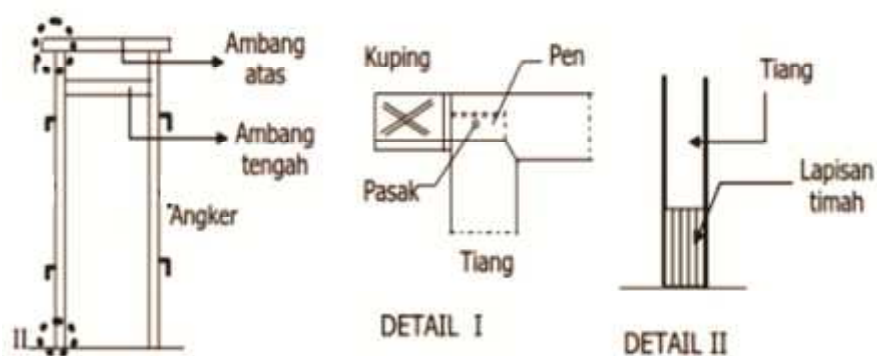 Ambang
atas
Ambang
tengah
Angker
II
Kuping
Pen
Pasak
Tiang
DETAIL I
Tiang
Lapisan
timah
DETAIL II